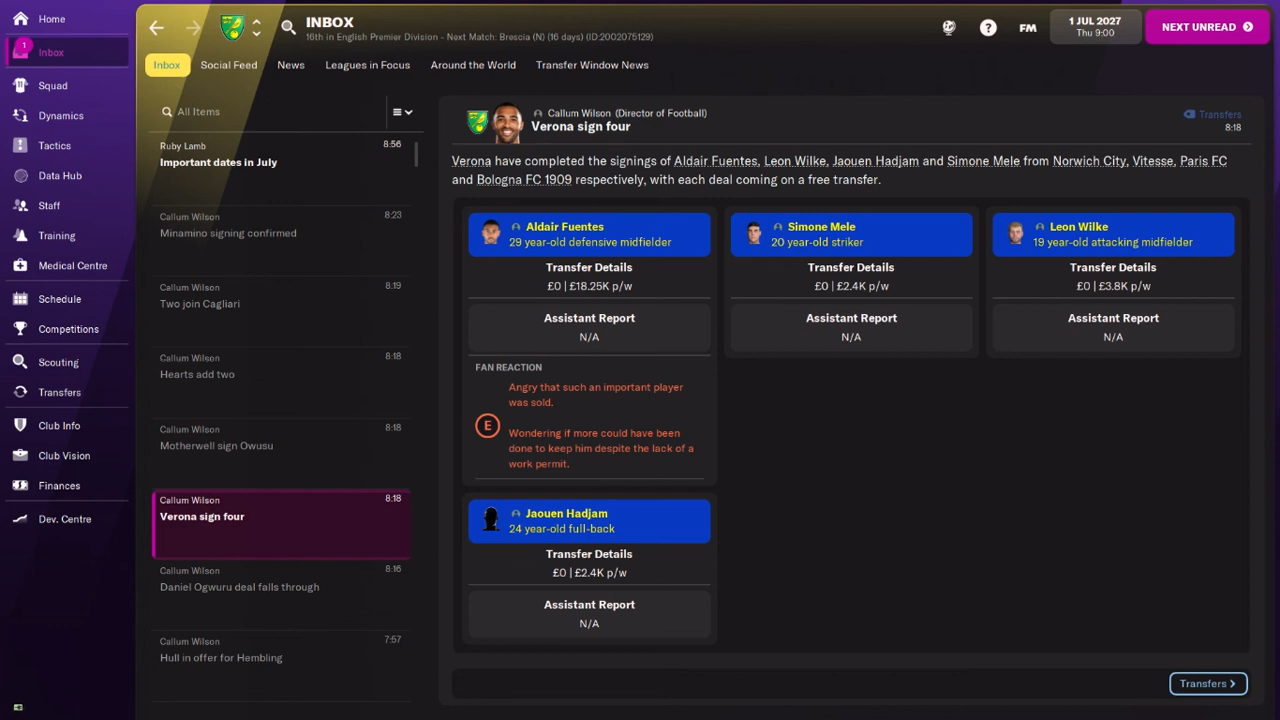 Home
1
Inbox
Squad
Dynamics
Tactics
Data Hub
Staff
Training
Medical Centre
Schedule
Competitions
Scouting
Transfers
Club Info
Club Vision
Finances
Dev. Centre
INBOX
16th in English Premier Division - Next Match: Brescia (N) (16 days) (ID:2002075129)
?
FM
1 JUL 2027
Thu 9:00
NEXT UNREAD
Inbox
Social Feed
News
Leagues in Focus
Around the World
Transfer Window News
All Items
Ruby Lamb 8:56
Important dates in July
Callum Wilson 8:23
Minamino signing confirmed
Callum Wilson 8:19
Two join Cagliari
Callum Wilson 8:18
Hearts add two
Callum Wilson 8:18
Motherwell sign Owusu
Callum Wilson 8:18
Verona sign four
Callum Wilson 8:16
Daniel Ogwuru deal falls through
Callum Wilson 7:57
Hull in offer for Hembling
Callum Wilson (Director of Football)
Verona sign four
Transfers
8:18
Verona have completed the signings of Aldair Fuentes, Leon Wilke, Jaouen Hadjam and Simone Mele from Norwich City, Vitesse, Paris FC
and Bologna FC 1909 respectively, with each deal coming on a free transfer.
Aldair Fuentes
29 year-old defensive midfielder
Transfer Details
£0 | £18.25K p/w
Assistant Report
N/A
FAN REACTION
E
Angry that such an important player
was sold.
Wondering if more could have been
done to keep him despite the lack of a
work permit.
Simone Mele
20 year-old striker
Transfer Details
£0 | £2.4K p/w
Assistant Report
N/A
Leon Wilke
19 year-old attacking midfielder
Transfer Details
£0 | £3.8K p/w
Assistant Report
N/A
Jaouen Hadjam
24 year-old full-back
Transfer Details
£0 | £2.4K p/w
Assistant Report
N/A
Transfers